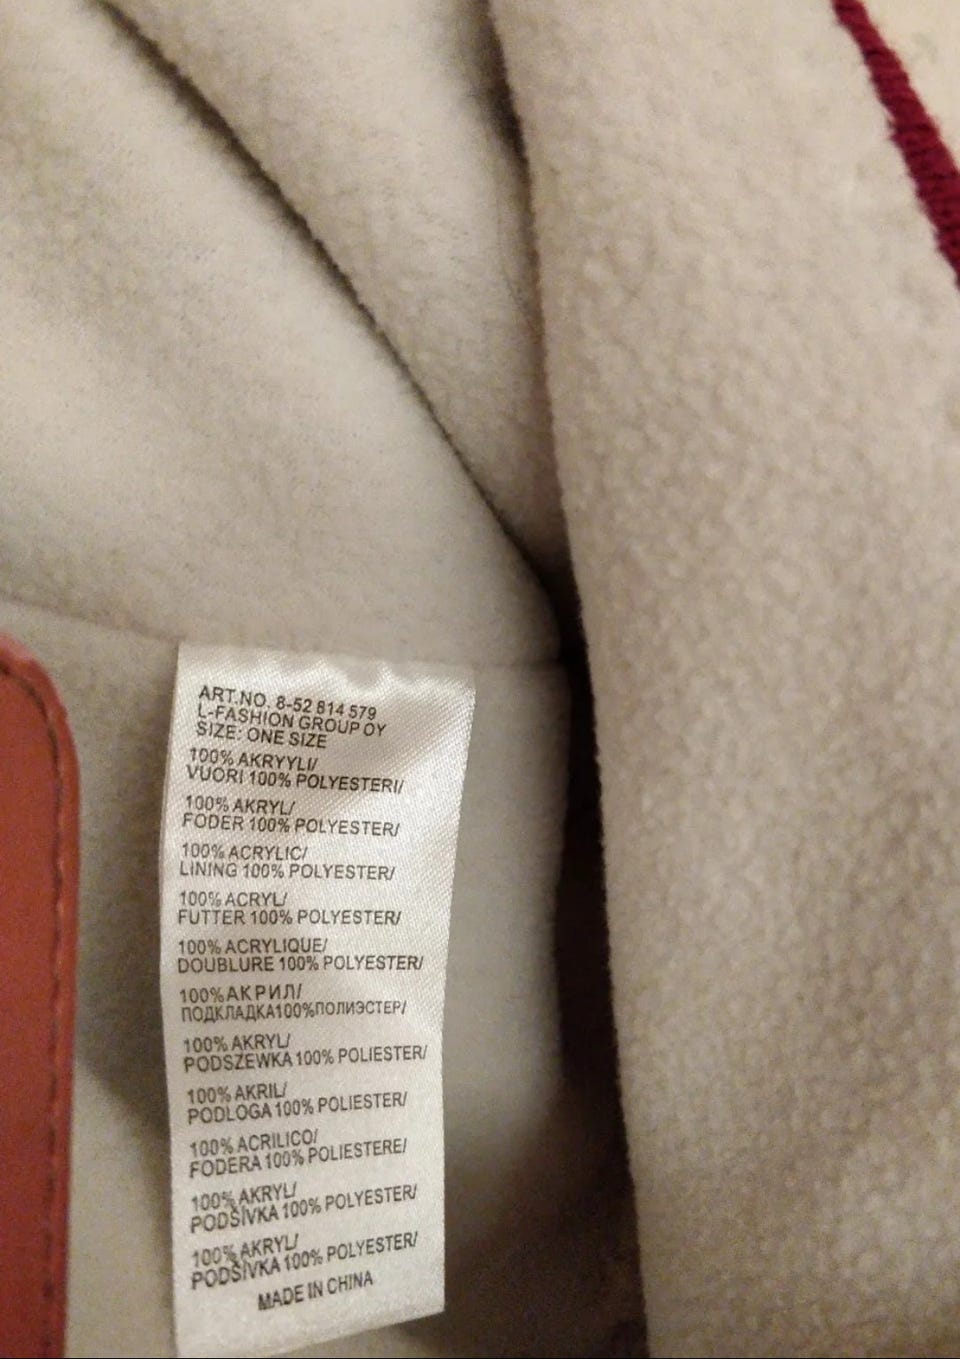 ART.NO. 8-52 814 579
L-FASHION GROUP OY
SIZE: ONE SIZE
100% AKRYYLI/
VUORI 100% POLYESTERI/
100% AKRYL/
FODER 100% POLYESTER/
100% ACRYLIC/
LINING 100% POLYESTER/
100% ACRYL/
FUTTER 100% POLYESTER/
100% ACRYLIQUE/
DOUBLURE 100% POLYESTER/
100%АКРИЛ/
ПОДКЛАДКА100%ПОЛИЭСТЕР/
100% AKRYL/
PODSZEWKA 100% POLIESTER/
100% AKRIL/
PODLOGA 100% POLIESTER/
100% ACRILICO/
FODERA 100% POLIESTERE/
100% AKRYL/
PODŠÍVKA 100% POLYESTER/
100% AKRYL/
PODŠÍVKA 100% POLYESTER/
MADE IN CHINA